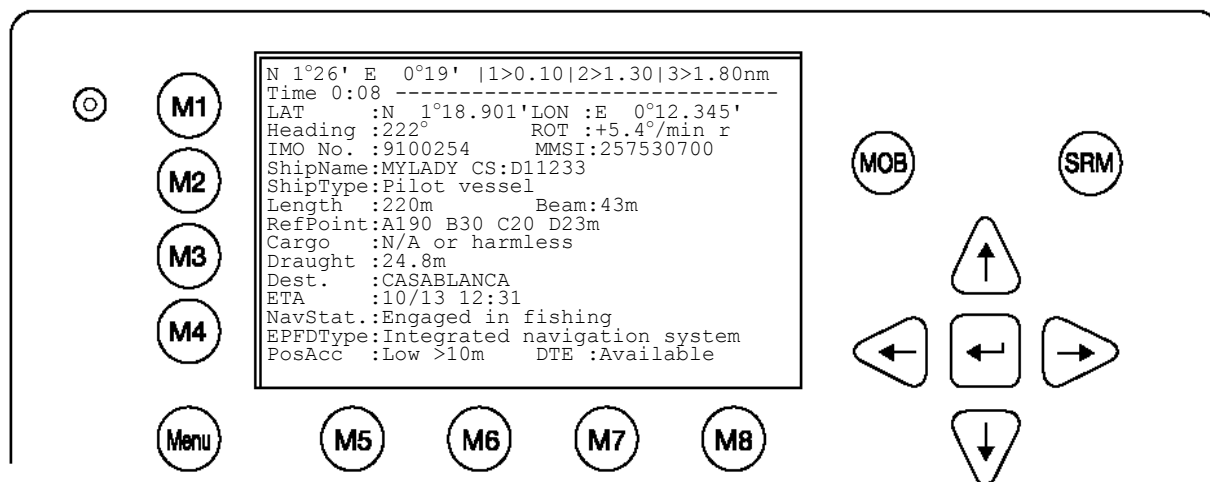 N 1°26' E  0°19' |1>0.10|2>1.30|3>1.80nm
Time 0:08 ------------------------------
LAT     :N  1°18.901'LON :E  0°12.345'
Heading :222°        ROT :+5.4°/min r
IMO No. :9100254     MMSI:257530700
ShipName:MYLADY CS:D11233
ShipType:Pilot vessel
Length  :220m        Beam:43m
RefPoint:A190 B30 C20 D23m
Cargo   :N/A or harmless
Draught :24.8m
Dest.   :CASABLANCA
ETA     :10/13 12:31
NavStat.:Engaged in fishing
EPFDType:Integrated navigation system
PosAcc  :Low >10m    DTE :Available
M1
M2
M3
M4
Menu
M5
M6
M7
M8
MOB
SRM